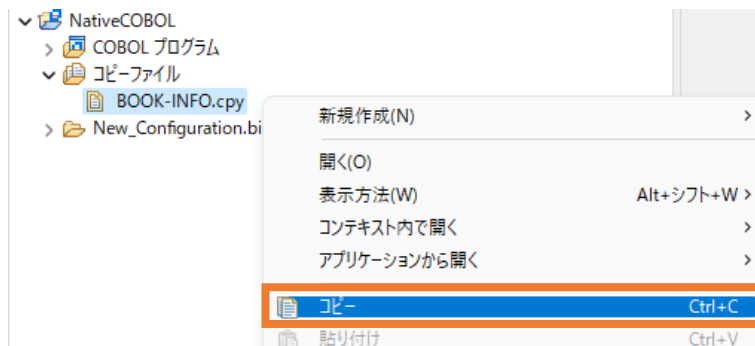 NativeCOBOL
COBOL プログラム
コピーファイル
BOOK-INFO.cpy
New_Configuration.bi
新規作成(N)
開く(O)
表示方法(W) Alt+シフト+W
コンテキスト内で開く
アプリケーションから開く
コピー Ctrl+C
貼り付け Ctrl+V